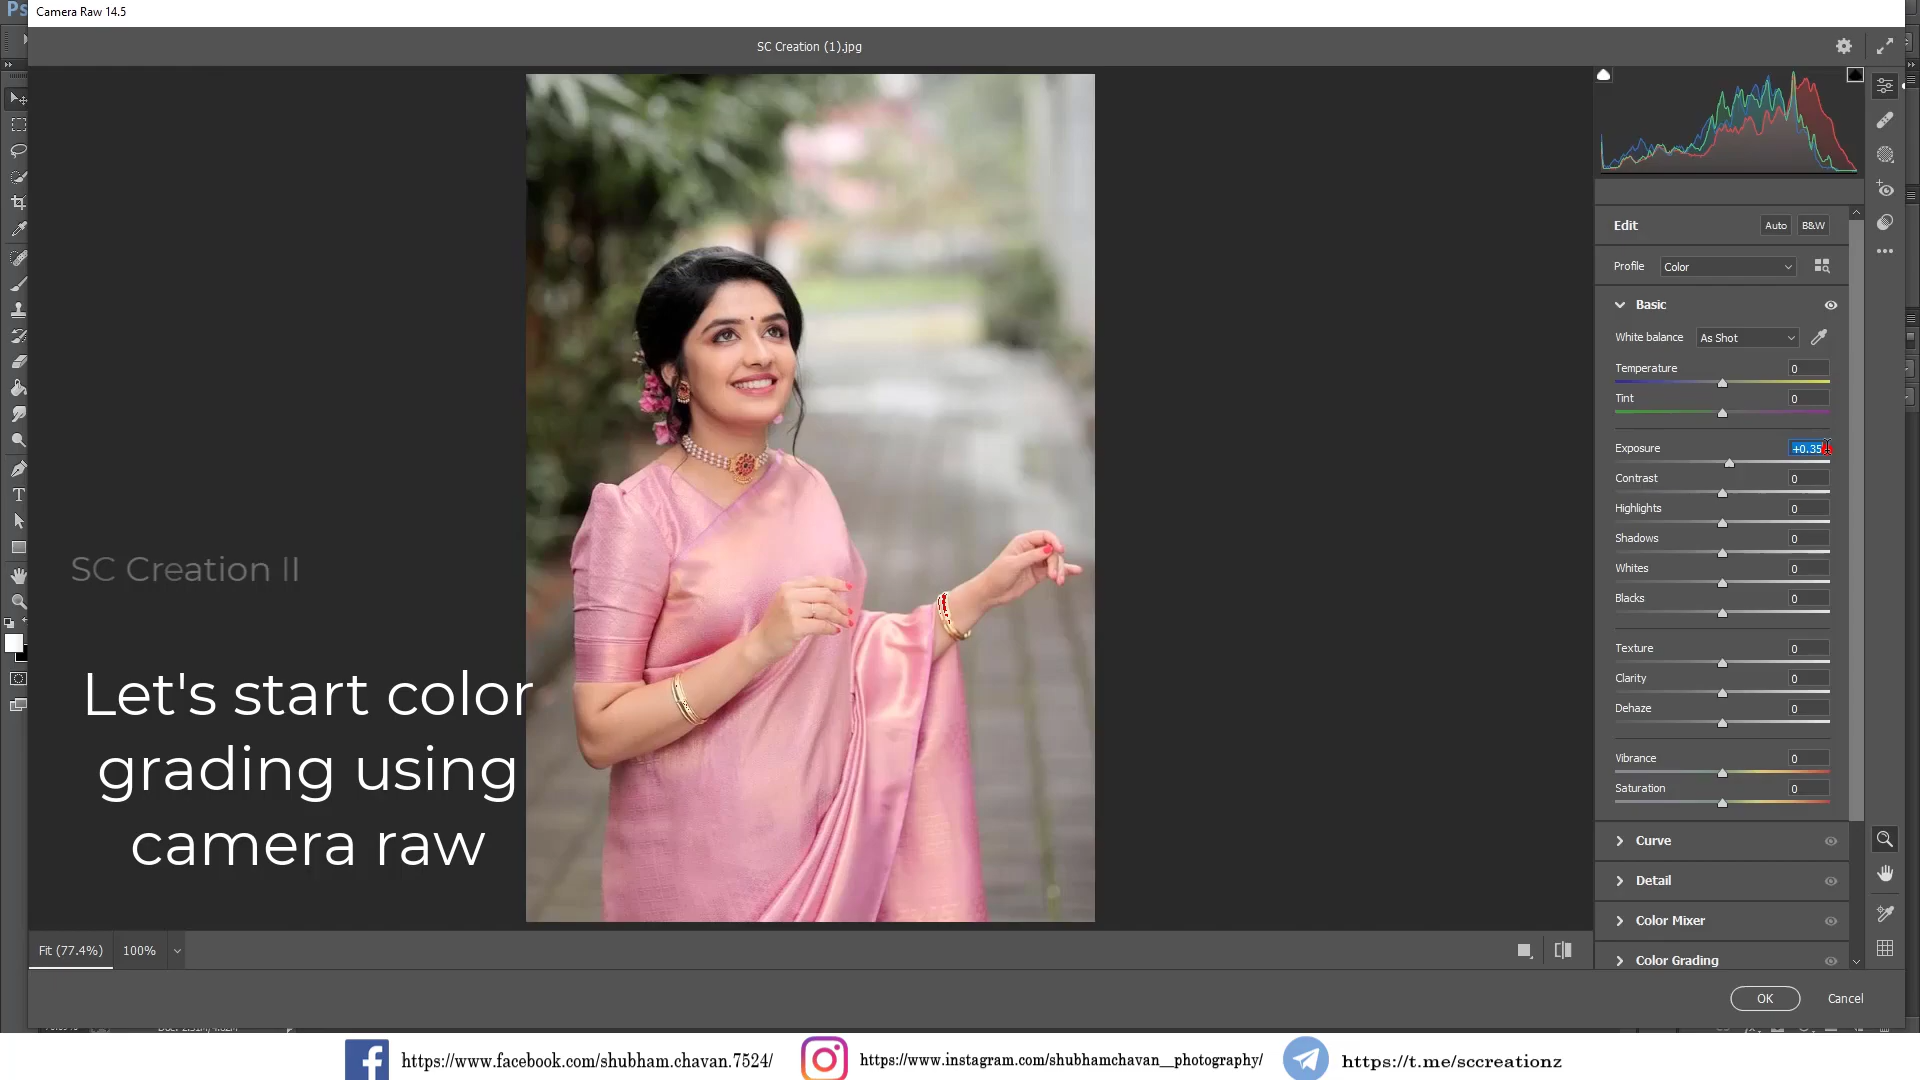 Ps
Camera Raw 14.5
SC Creation (1).jpg
Edit
Auto
B&W
Profile
Color
Basic
White balance
As Shot
Temperature
0
Tint
0
Exposure
+0.35
Contrast
0
Highlights
0
Shadows
0
Whites
0
Blacks
0
Texture
0
Clarity
0
Dehaze
0
Vibrance
0
Saturation
0
Curve
Detail
Color Mixer
Color Grading
SC Creation II
Let's start color
grading using
camera raw
Fit (77.4%)
100%
OK
Cancel
https://www.facebook.com/shubham.chavan.7524/
https://www.instagram.com/shubhamchavan__photography/
https://t.me/sccreationz